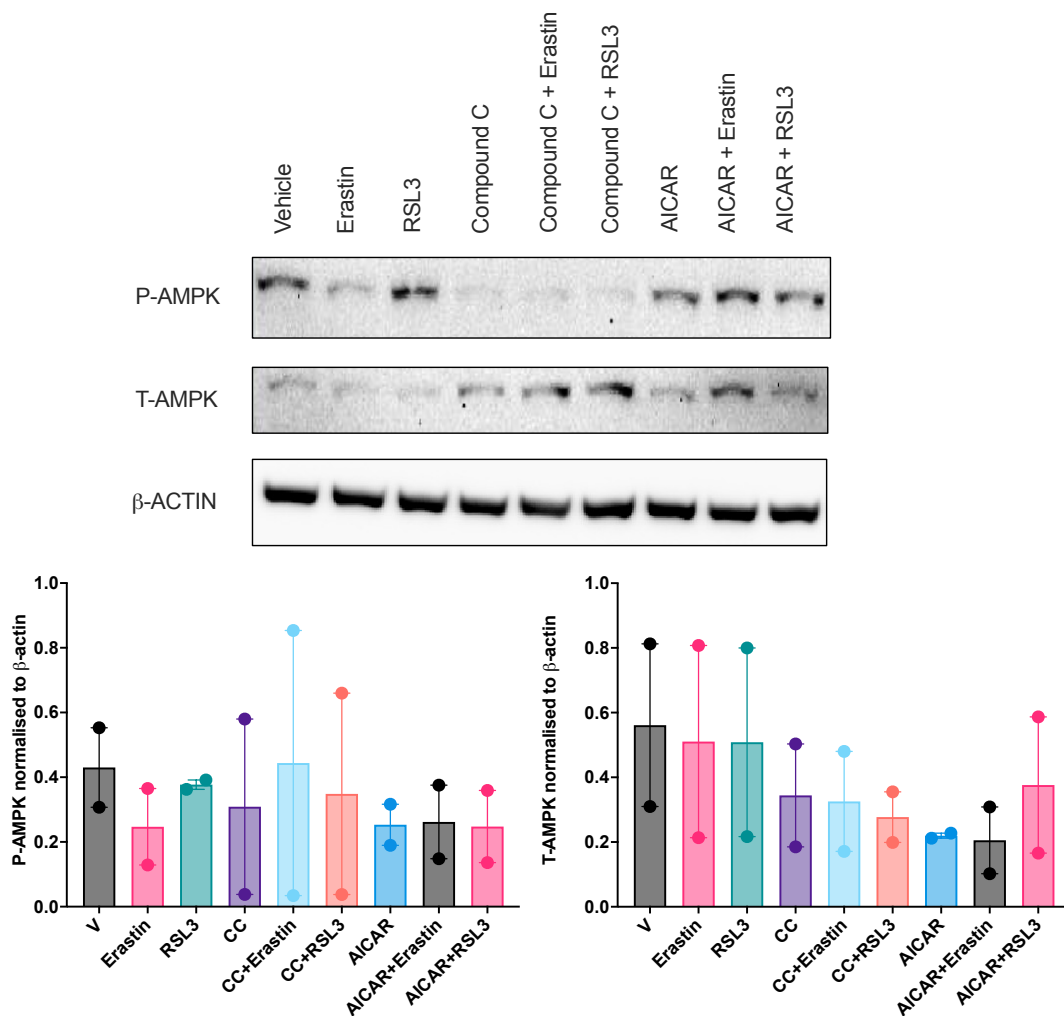 Vehicle
Erastin
RSL3
Compound C
Compound C + Erastin
Compound C + RSL3
AICAR
AICAR + Erastin
AICAR + RSL3
P-AMPK
T-AMPK
β-ACTIN
P-AMPK normalised to β-actin
1.0
0.8
0.6
0.4
0.2
0.0
V
Erastin
RSL3
CC
CC+Erastin
CC+RSL3
AICAR
AICAR+Erastin
AICAR+RSL3
T-AMPK normalised to β-actin
1.0
0.8
0.6
0.4
0.2
0.0
V
Erastin
RSL3
CC
CC+Erastin
CC+RSL3
AICAR
AICAR+Erastin
AICAR+RSL3